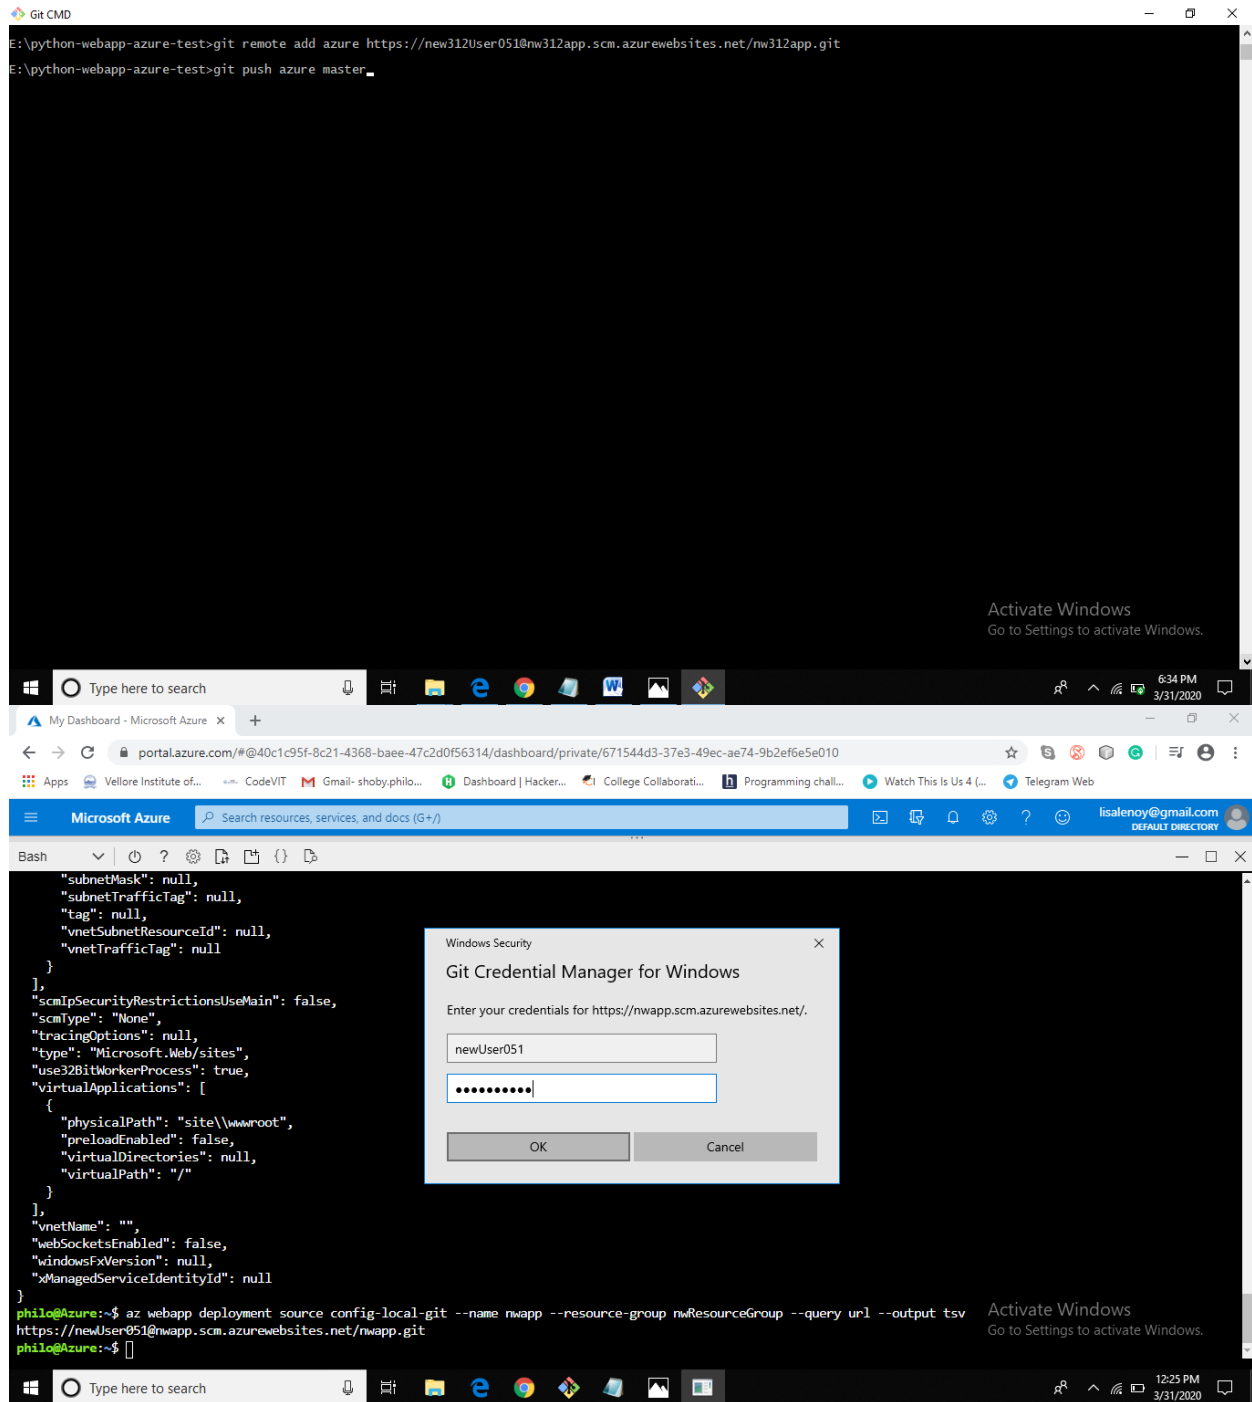 Git CMD
E:\python-webapp-azure-test>git remote add azure https://new312User051@nw312app.scm.azurewebsites.net/nw312app.git
E:\python-webapp-azure-test>git push azure master
Activate Windows
Go to Settings to activate Windows.
Type here to search
6:34 PM
3/31/2020
My Dashboard - Microsoft Azure
portal.azure.com/#@40c1c95f-8c21-4368-baee-47c2d0f56314/dashboard/private/671544d3-37e3-49ec-ae74-9b2ef6e5e010
Apps Vellore Institute of... CodeVIT Gmail- shoby.philo... Dashboard | Hacker... College Collaborati... Programming chall... Watch This Is Us 4 (... Telegram Web
Microsoft Azure Search resources, services, and docs (G+/) lisalenoy@gmail.com
DEFAULT DIRECTORY
Bash
"subnetMask": null,
"subnetTrafficTag": null,
"tag": null,
"vnetSubnetResourceId": null,
"vnetTrafficTag": null
}
],
"scmIpSecurityRestrictionsUseMain": false,
"scmType": "None",
"tracingOptions": null,
"type": "Microsoft.Web/sites",
"use32BitWorkerProcess": true,
"virtualApplications": [
{
"physicalPath": "site\\wwwroot",
"preloadEnabled": false,
"virtualDirectories": null,
"virtualPath": "/"
}
],
"vnetName": "",
"webSocketsEnabled": false,
"windowsFxVersion": null,
"xManagedServiceIdentityId": null
}
philo@Azure:~$ az webapp deployment source config-local-git --name nwapp --resource-group nwResourceGroup --query url --output tsv
https://newUser051@nwapp.scm.azurewebsites.net/nwapp.git
philo@Azure:~$
Windows Security
Git Credential Manager for Windows
Enter your credentials for https://nwapp.scm.azurewebsites.net/.
newUser051
••••••••••
OK Cancel
Activate Windows
Go to Settings to activate Windows.
Type here to search
12:25 PM
3/31/2020